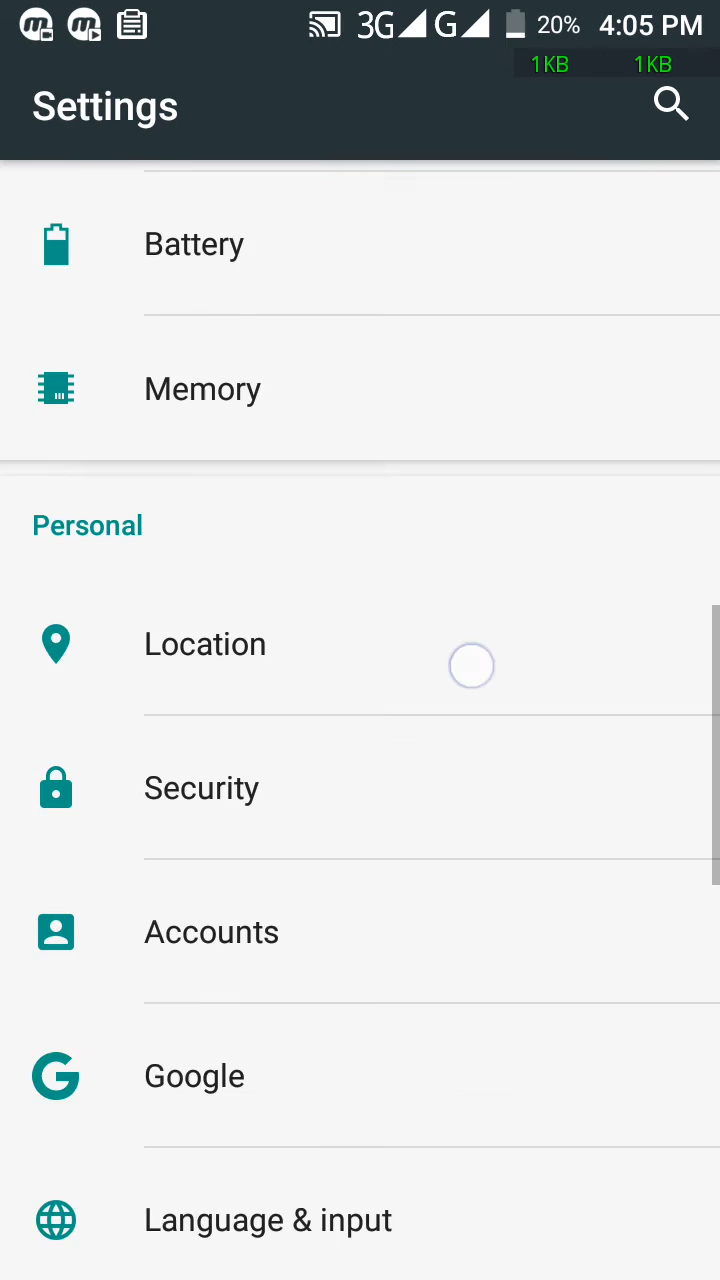 3G G 20% 4:05 PM
1KB 1KB
Settings
Battery
Memory
Personal
Location
Security
Accounts
Google
Language & input